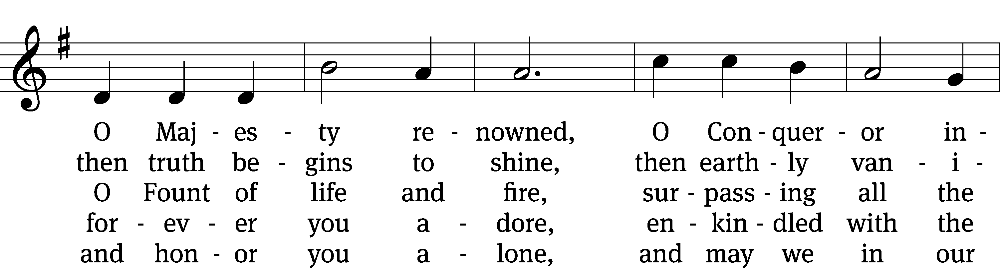 O Maj - es - ty re - nowned, O Con - quer - or in -
then truth be - gins to shine, then earth - ly van - i -
O Fount of life and fire, sur - pass - ing all the
for - ev - er you a - dore, en - kin - dled with the
and hon - or you a - lone, and may we in our